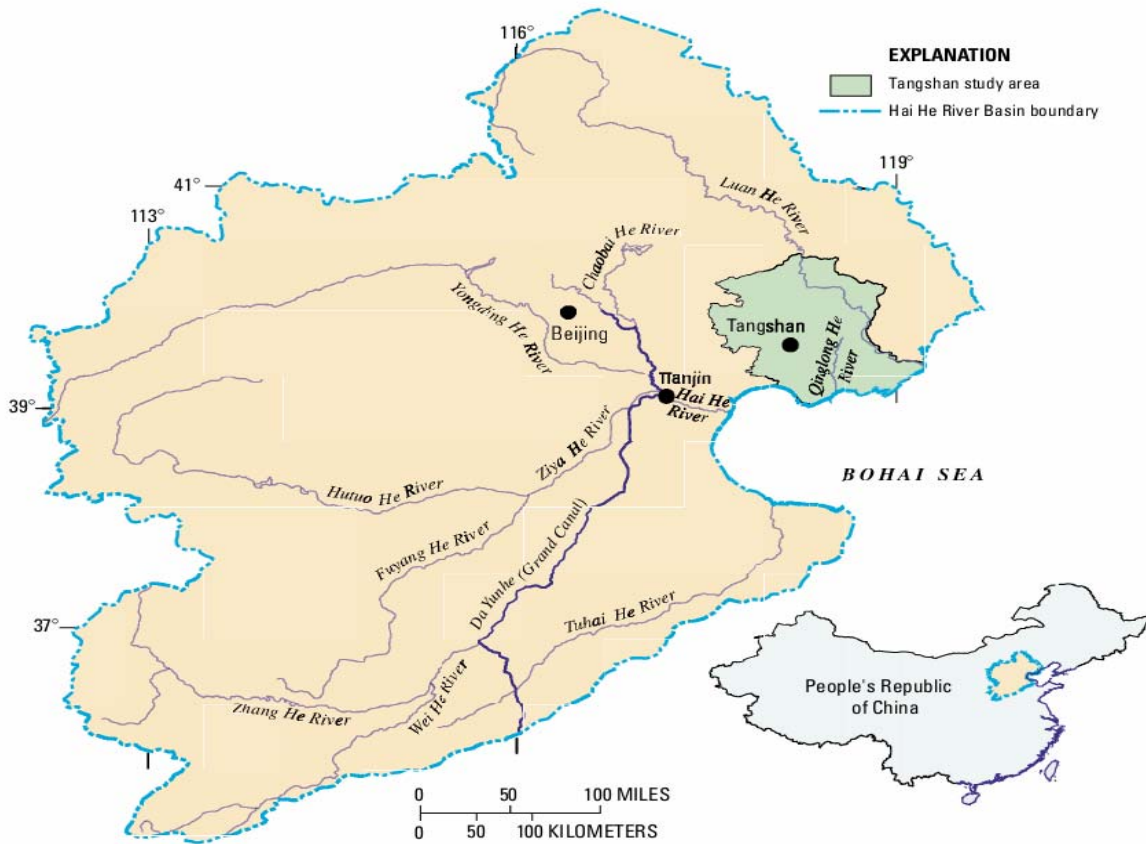 116°
EXPLANATION
Tangshan study area
Hai He River Basin boundary
119°
41°
113°
Luan He River
Chaobai He River
Yongding He River
Beijing
Tangshan
Qinglong He
River
Tianjin
Hai He
River
39°
Ziya He River
BOHAI SEA
Hutuo He River
Da Yunhe (Grand Canal)
Fuyang He River
Tuhai He River
37°
Wei He River
Zhang He River
People's Republic
of China
0 50 100 MILES
0 50 100 KILOMETERS